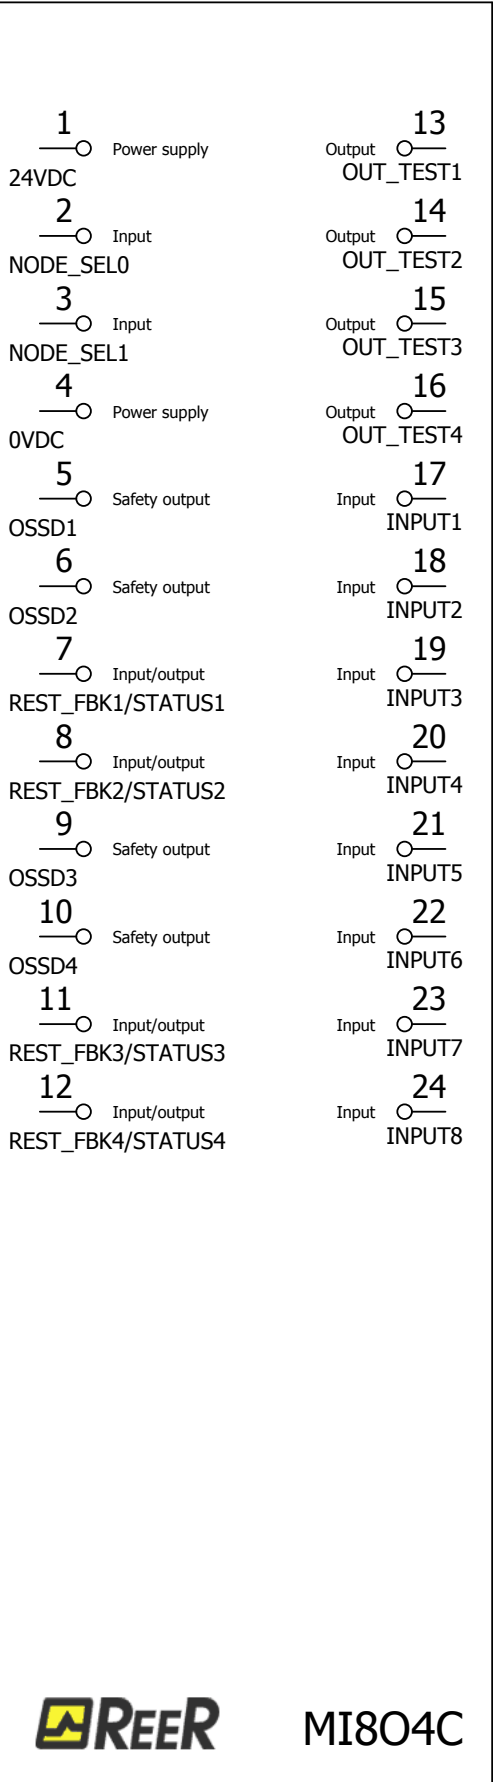 1
Power supply
24VDC
2
Input
NODE_SEL0
3
Input
NODE_SEL1
4
Power supply
0VDC
5
Safety output
OSSD1
6
Safety output
OSSD2
7
Input/output
REST_FBK1/STATUS1
8
Input/output
REST_FBK2/STATUS2
9
Safety output
OSSD3
10
Safety output
OSSD4
11
Input/output
REST_FBK3/STATUS3
12
Input/output
REST_FBK4/STATUS4
13
Output
OUT_TEST1
14
Output
OUT_TEST2
15
Output
OUT_TEST3
16
Output
OUT_TEST4
17
Input
INPUT1
18
Input
INPUT2
19
Input
INPUT3
20
Input
INPUT4
21
Input
INPUT5
22
Input
INPUT6
23
Input
INPUT7
24
Input
INPUT8
REER
MI8O4C